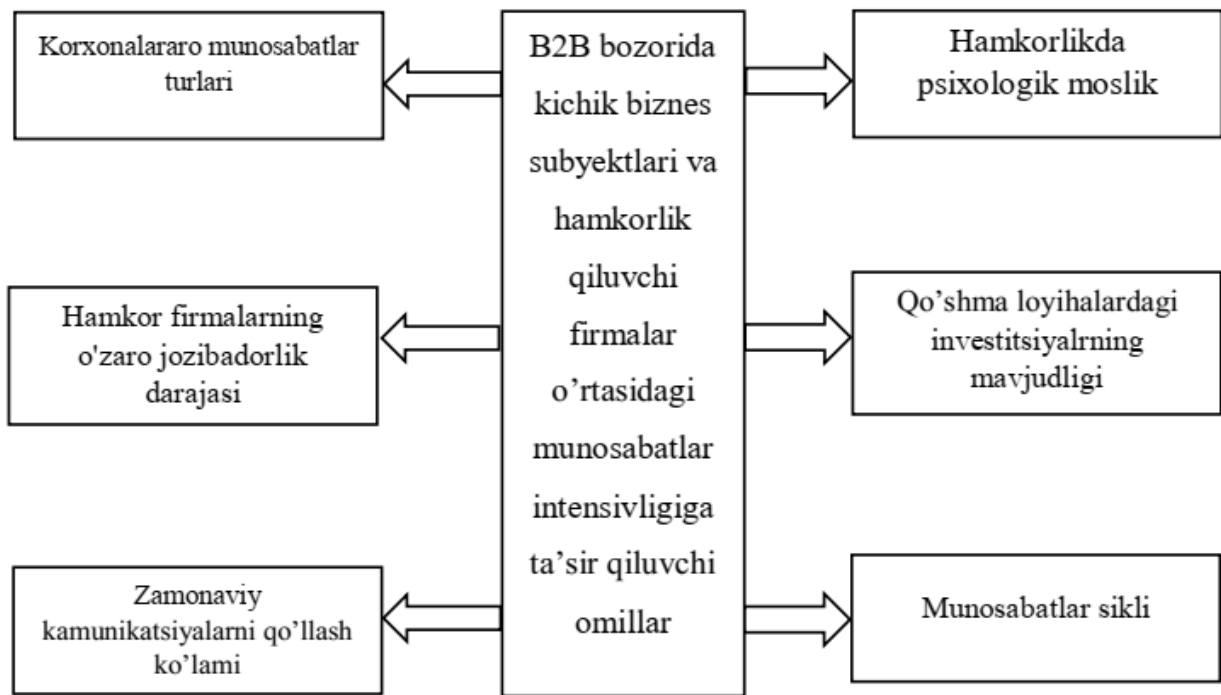 Korxonalararo munosabatlar
turlari
Hamkor firmalarning
o'zaro jozibadorlik
darajasi
Zamonaviy
kamunikatsiyalarni qo’llash
ko’lami
B2B bozorida
kichik biznes
subyektlari va
hamkorlik
qiluvchi
firmalar
o’rtasidagi
munosabatlar
intensivligiga
ta’sir qiluvchi
omillar
Hamkorlikda
psixologik moslik
Qo’shma loyihalardagi
investitsiyalrning
mavjudligi
Munosabatlar sikli